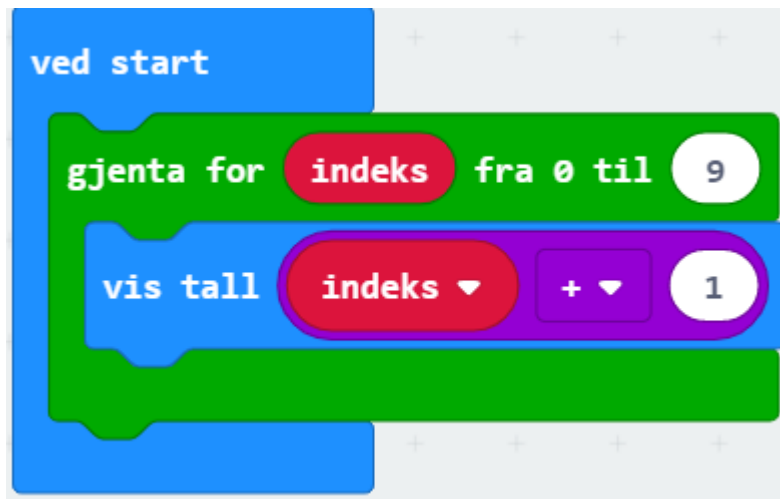 ved start
gjenta for indeks fra 0 til 9
vis tall indeks + 1